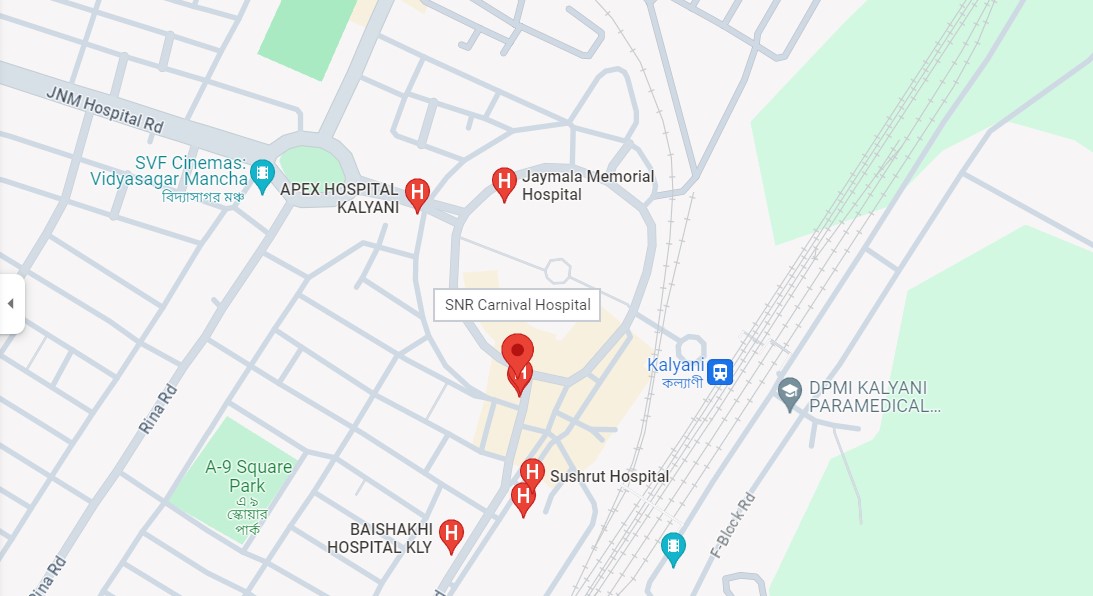 JNM Hospital Rd
SVF Cinemas:
Vidyasagar Mancha
বিদ্যাসাগর মঞ্চ
APEX HOSPITAL
KALYANI
Jaymala Memorial
Hospital
SNR Carnival Hospital
H
H
H
H
H
H
Kalyani
কল্যাণী
DPMI KALYANI
PARAMEDICAL...
Rina Rd
A-9 Square
Park
এ ৯
স্কোয়ার
পার্ক
Sushrut Hospital
BAISHAKHI
HOSPITAL KLY
F-Block Rd
Rina Rd